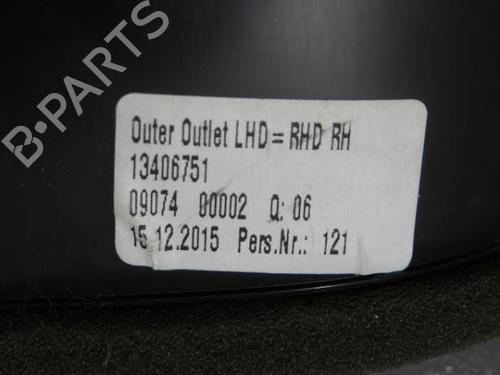 B-PARTS
Outer Outlet LHD = RHD RH
13406751
09074 00002 Q: 06
15.12.2015 Pers.Nr.: 121